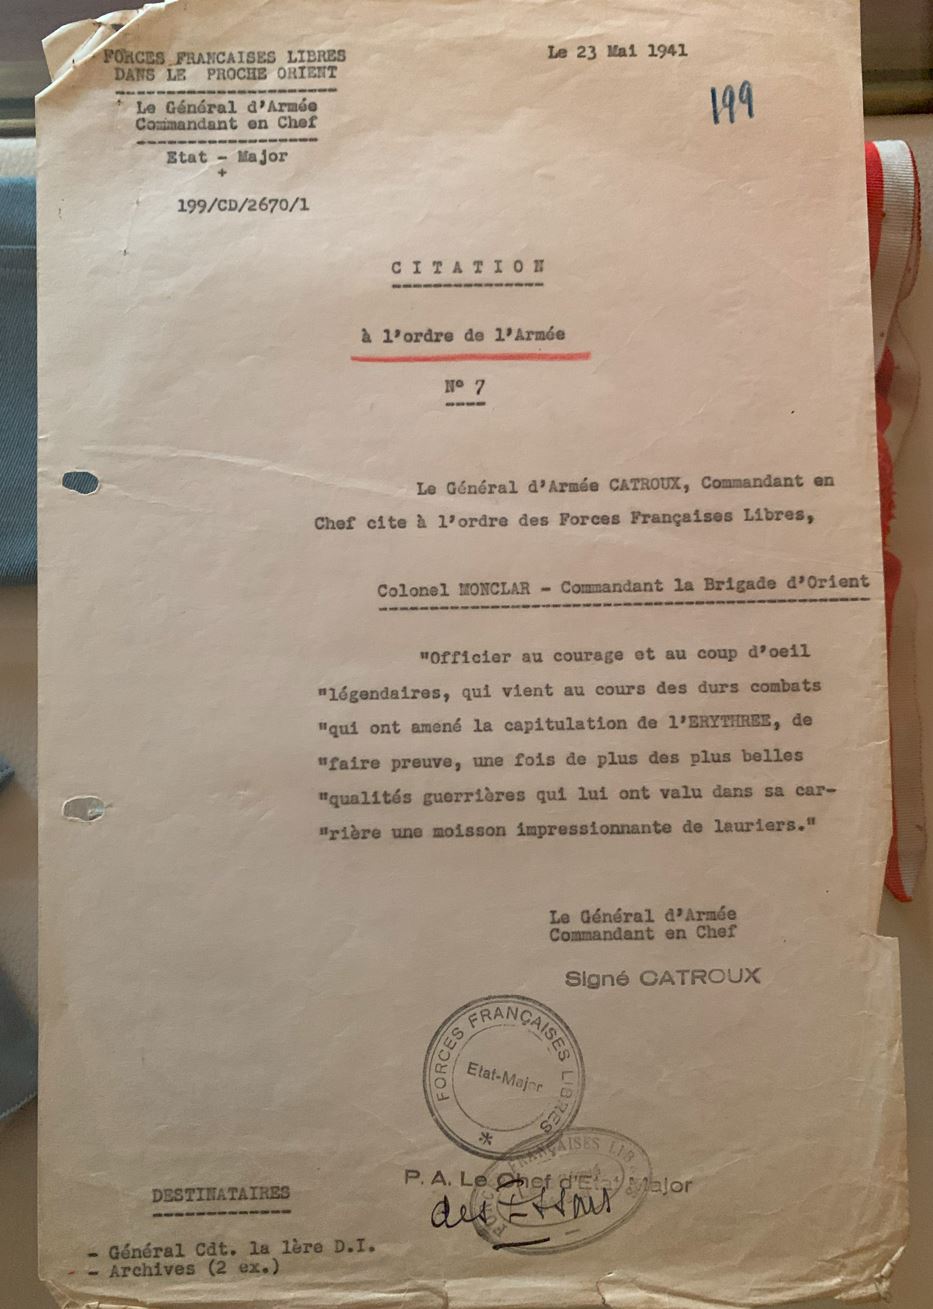 FORCES FRANCAISES LIBRES
DANS LE PROCHE ORIENT
Le Général d'Armée
Commandant en Chef
Etat - Major
+
199/CD/2670/1
Le 23 Mai 1941
199
CITATION
à l'ordre de l'Armée
N° 7
Le Général d'Armée CATROUX, Commandant en
Chef cite à l'ordre des Forces Françaises Libres,
Colonel MONCLAR - Commandant la Brigade d'Orient
"Officier au courage et au coup d'oeil
"légendaires, qui vient au cours des durs combats
"qui ont amené la capitulation de l'ERYTHREE, de
"faire preuve, une fois de plus des plus belles
"qualités guerrières qui lui ont valu dans sa car-
"rière une moisson impressionnante de lauriers."
Le Général d'Armée
Commandant en Chef
Signé CATROUX
FORCES FRANÇAISES LIBRES
Etat-Major
*
FORCES FRANÇAISES LIB
P. A. Le Chef d'Etat Major
des Essars
DESTINATAIRES
- Général Cdt. la 1ère D.I.
- Archives (2 ex.)